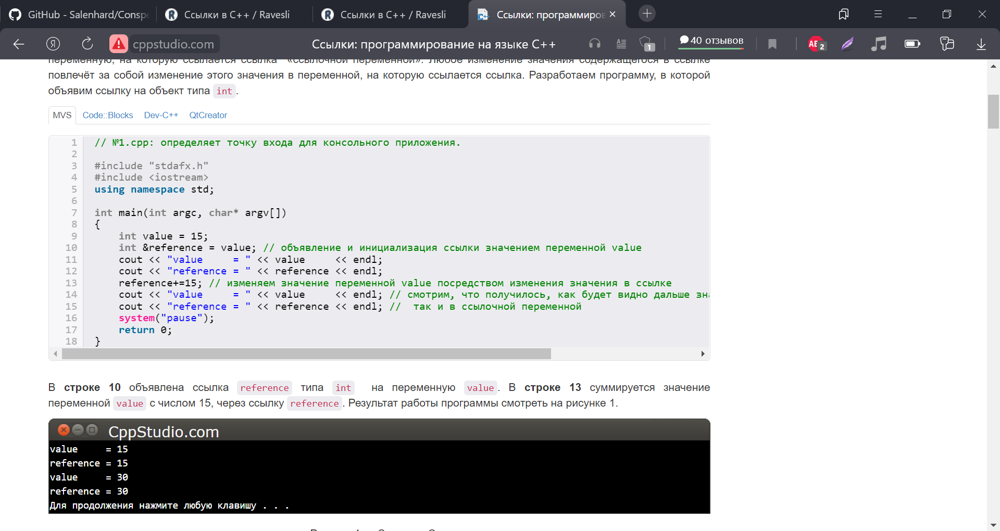 GitHub - Salenhard/Conspe
Ссылки в С++ / Ravesli
Ссылки в С++ / Ravesli
Ссылки: программиров
cppstudio.com
Ссылки: программирование на языке С++
1
40 отзывов
2
переменную, на которую ссылается ссылка «ссылочной переменной». Любое изменение значения содержащегося в ссылке
повлечёт за собой изменение этого значения в переменной, на которую ссылается ссылка. Разработаем программу, в которой
объявим ссылку на объект типа int.
MVS Code::Blocks Dev-C++ QtCreator
1 // №1.cpp: определяет точку входа для консольного приложения.
2
3 #include "stdafx.h"
4 #include <iostream>
5 using namespace std;
6
7 int main(int argc, char* argv[])
8 {
9 int value = 15;
10 int &reference = value; // объявление и инициализация ссылки значением переменной value
11 cout << "value     = " << value     << endl;
12 cout << "reference = " << reference << endl;
13 reference+=15; // изменяем значение переменной value посредством изменения значения в ссылке
14 cout << "value     = " << value     << endl; // смотрим, что получилось, как будет видно дальше зна
15 cout << "reference = " << reference << endl; //  так и в ссылочной переменной
16 system("pause");
17 return 0;
18 }
В строке 10 объявлена ссылка reference типа int на переменную value. В строке 13 суммируется значение
переменной value с числом 15, через ссылку reference. Результат работы программы смотреть на рисунке 1.
CppStudio.com
value     = 15
reference = 15
value     = 30
reference = 30
Для продолжения нажмите любую клавишу . . .